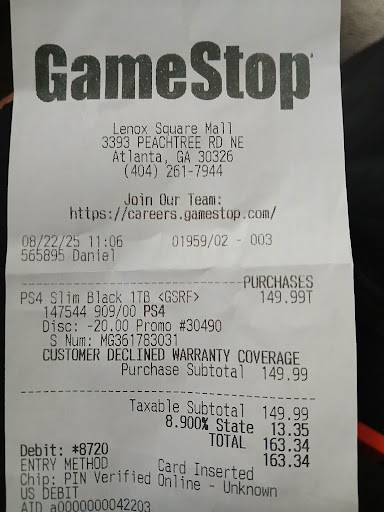 GameStop
Lenox Square Mall
3393 PEACHTREE RD NE
Atlanta, GA 30326
(404) 261-7944
Join Our Team:
https://careers.gamestop.com/
08/22/25 11:06 01959/02 - 003
565895 Daniel
PURCHASES
PS4 Slim Black 1TB <GSRF> 149.99T
147544 909/00 PS4
Disc: -20.00 Promo #30490
S Num: MG361783031
CUSTOMER DECLINED WARRANTY COVERAGE
Purchase Subtotal 149.99
Taxable Subtotal 149.99
8.900% State 13.35
TOTAL 163.34
Debit: *8720 163.34
ENTRY METHOD Card Inserted
Chip: PIN Verified Online - Unknown
US DEBIT
AID a0000000042203